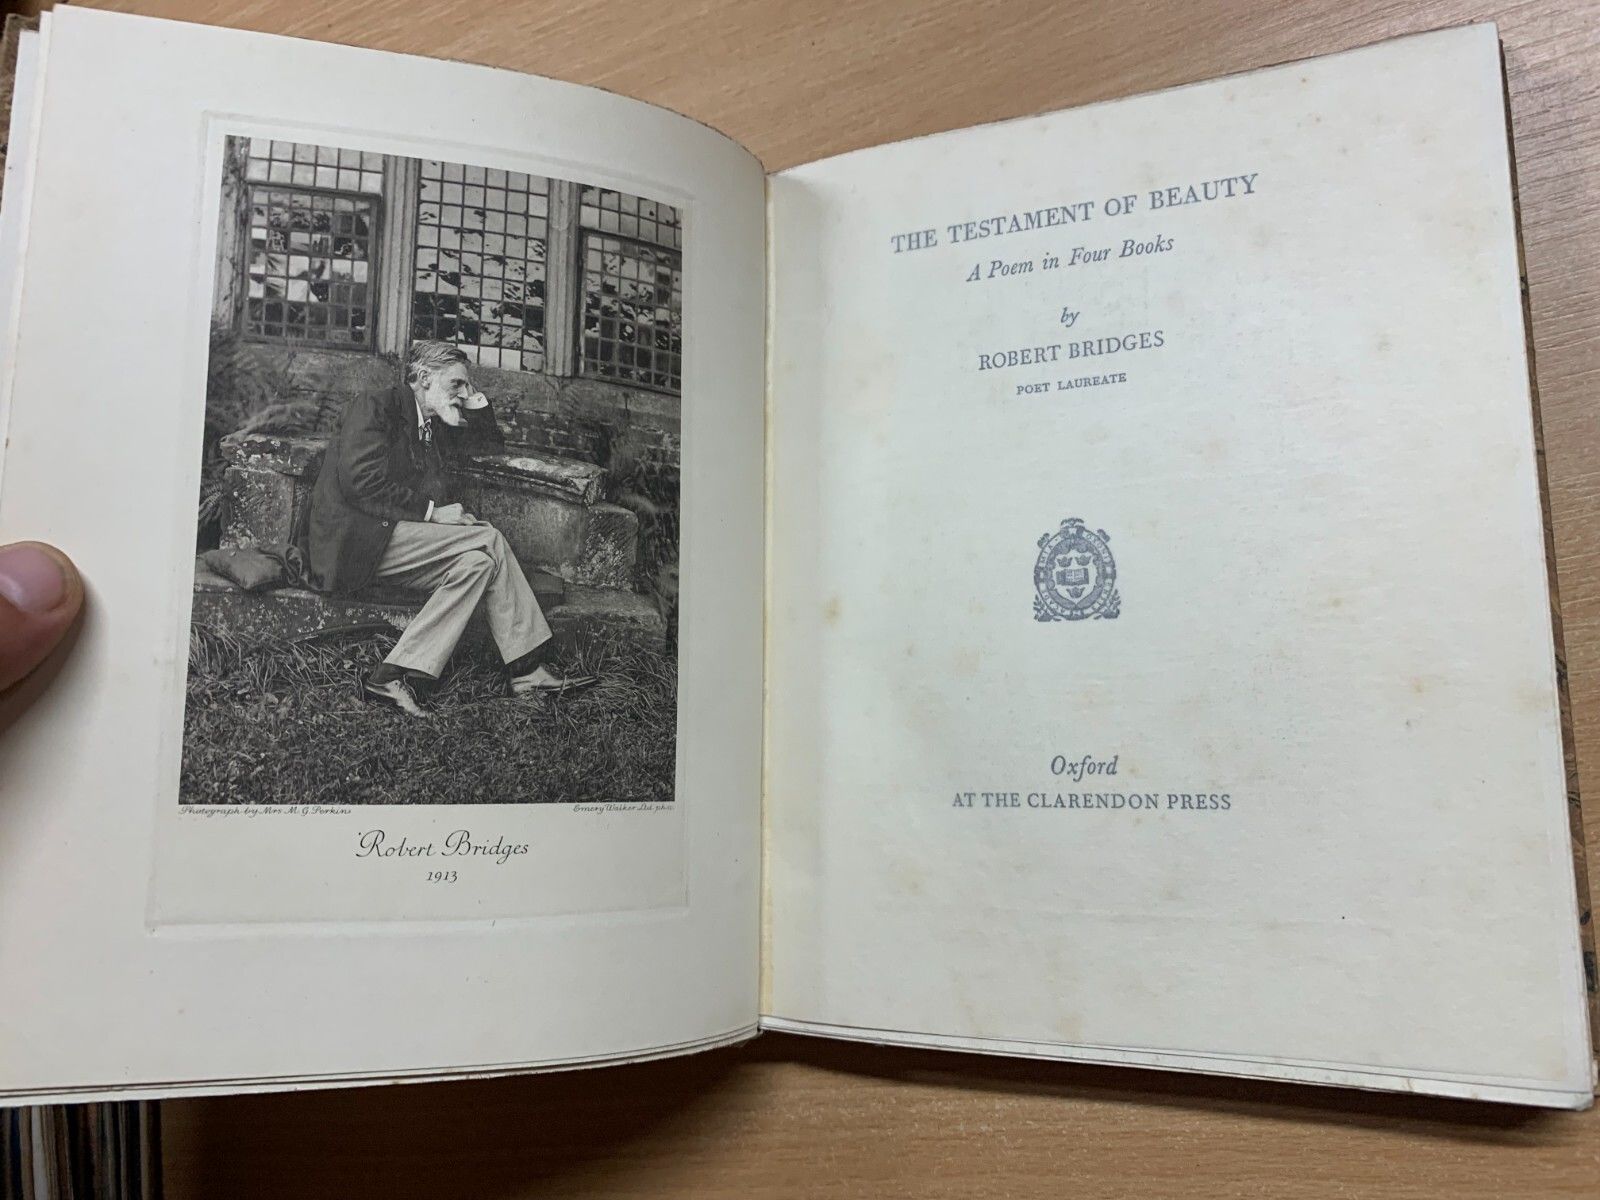 Photograph by Mrs M. G. Perkins
Emery Walker Ltd. ph.sc.
Robert Bridges
1913
THE TESTAMENT OF BEAUTY
A Poem in Four Books
by
ROBERT BRIDGES
POET LAUREATE
Oxford
AT THE CLARENDON PRESS